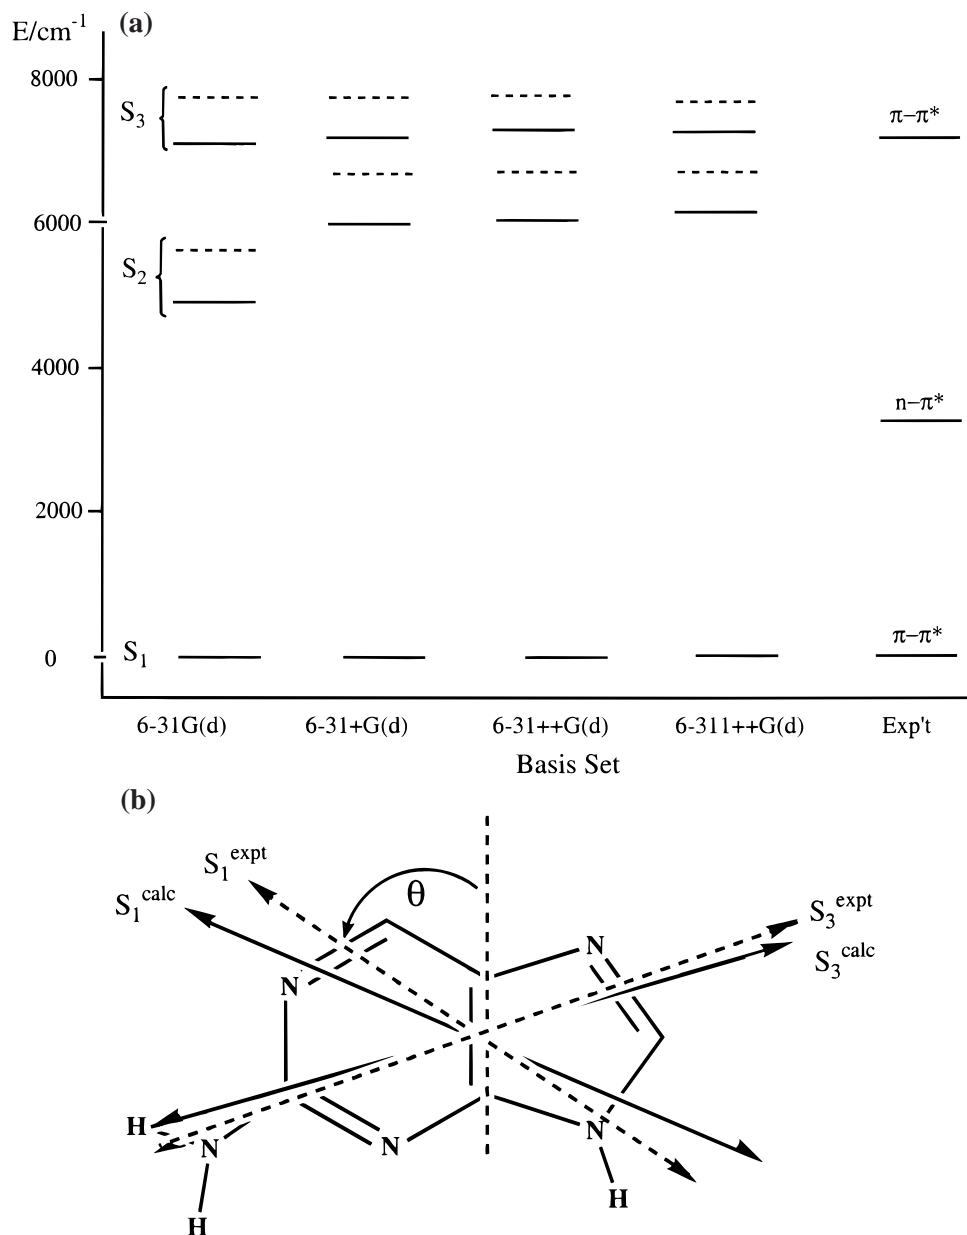 E/cm⁻¹ (a)
8000
S₃
π–π*
6000
S₂
4000
n–π*
2000
π–π*
0 S₁
6-31G(d) 6-31+G(d) 6-31++G(d) 6-311++G(d) Exp't
Basis Set
(b)
S₁ᵉˣᵖᵗ
θ
S₁ᶜᵃˡᶜ
S₃ᵉˣᵖᵗ
N
S₃ᶜᵃˡᶜ
N
H
N
N
N
H
H